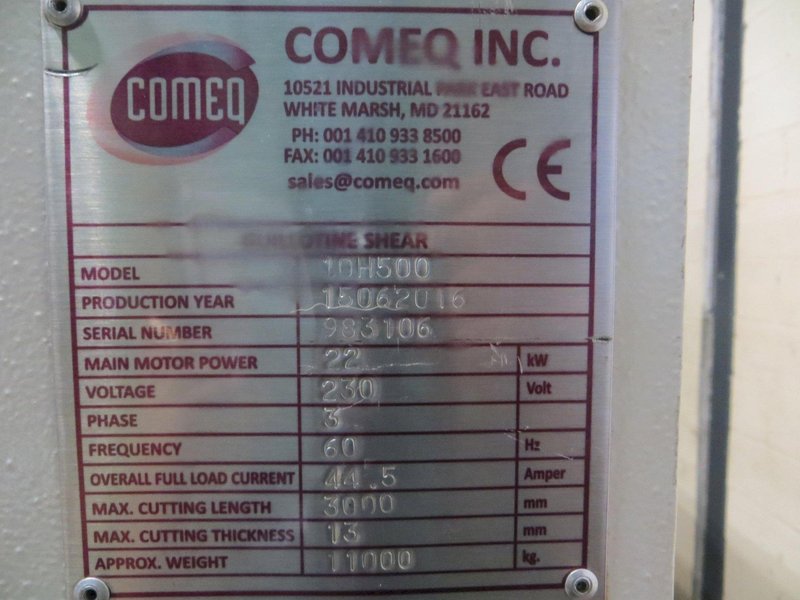 COMEQ
COMEQ INC.
10521 INDUSTRIAL PARK EAST ROAD
WHITE MARSH, MD 21162
PH: 001 410 933 8500
FAX: 001 410 933 1600
sales@comeq.com
CE
GUILLOTINE SHEAR
MODEL 10H500
PRODUCTION YEAR 15062016
SERIAL NUMBER 983106
MAIN MOTOR POWER 22 kW
VOLTAGE 230 Volt
PHASE 3
FREQUENCY 60 Hz
OVERALL FULL LOAD CURRENT 44.5 Amper
MAX. CUTTING LENGTH 3000 mm
MAX. CUTTING THICKNESS 13 mm
APPROX. WEIGHT 11000 kg.